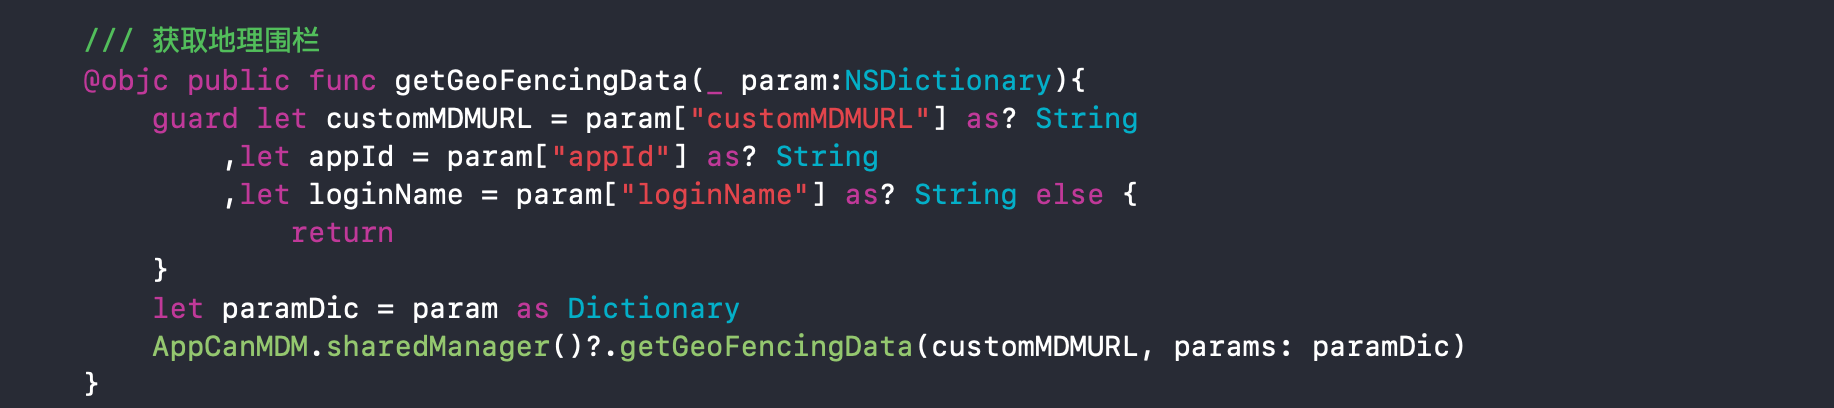 /// 获取地理围栏
@objc public func getGeoFencingData(_ param:NSDictionary){
guard let customMDMURL = param["customMDMURL"] as? String
,let appId = param["appId"] as? String
,let loginName = param["loginName"] as? String else {
return
}
let paramDic = param as Dictionary
AppCanMDM.sharedManager()?.getGeoFencingData(customMDMURL, params: paramDic)
}